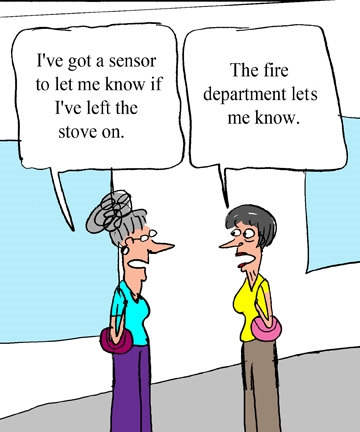 I've got a sensor
to let me know if
I've left the
stove on.
The fire
department lets
me know.